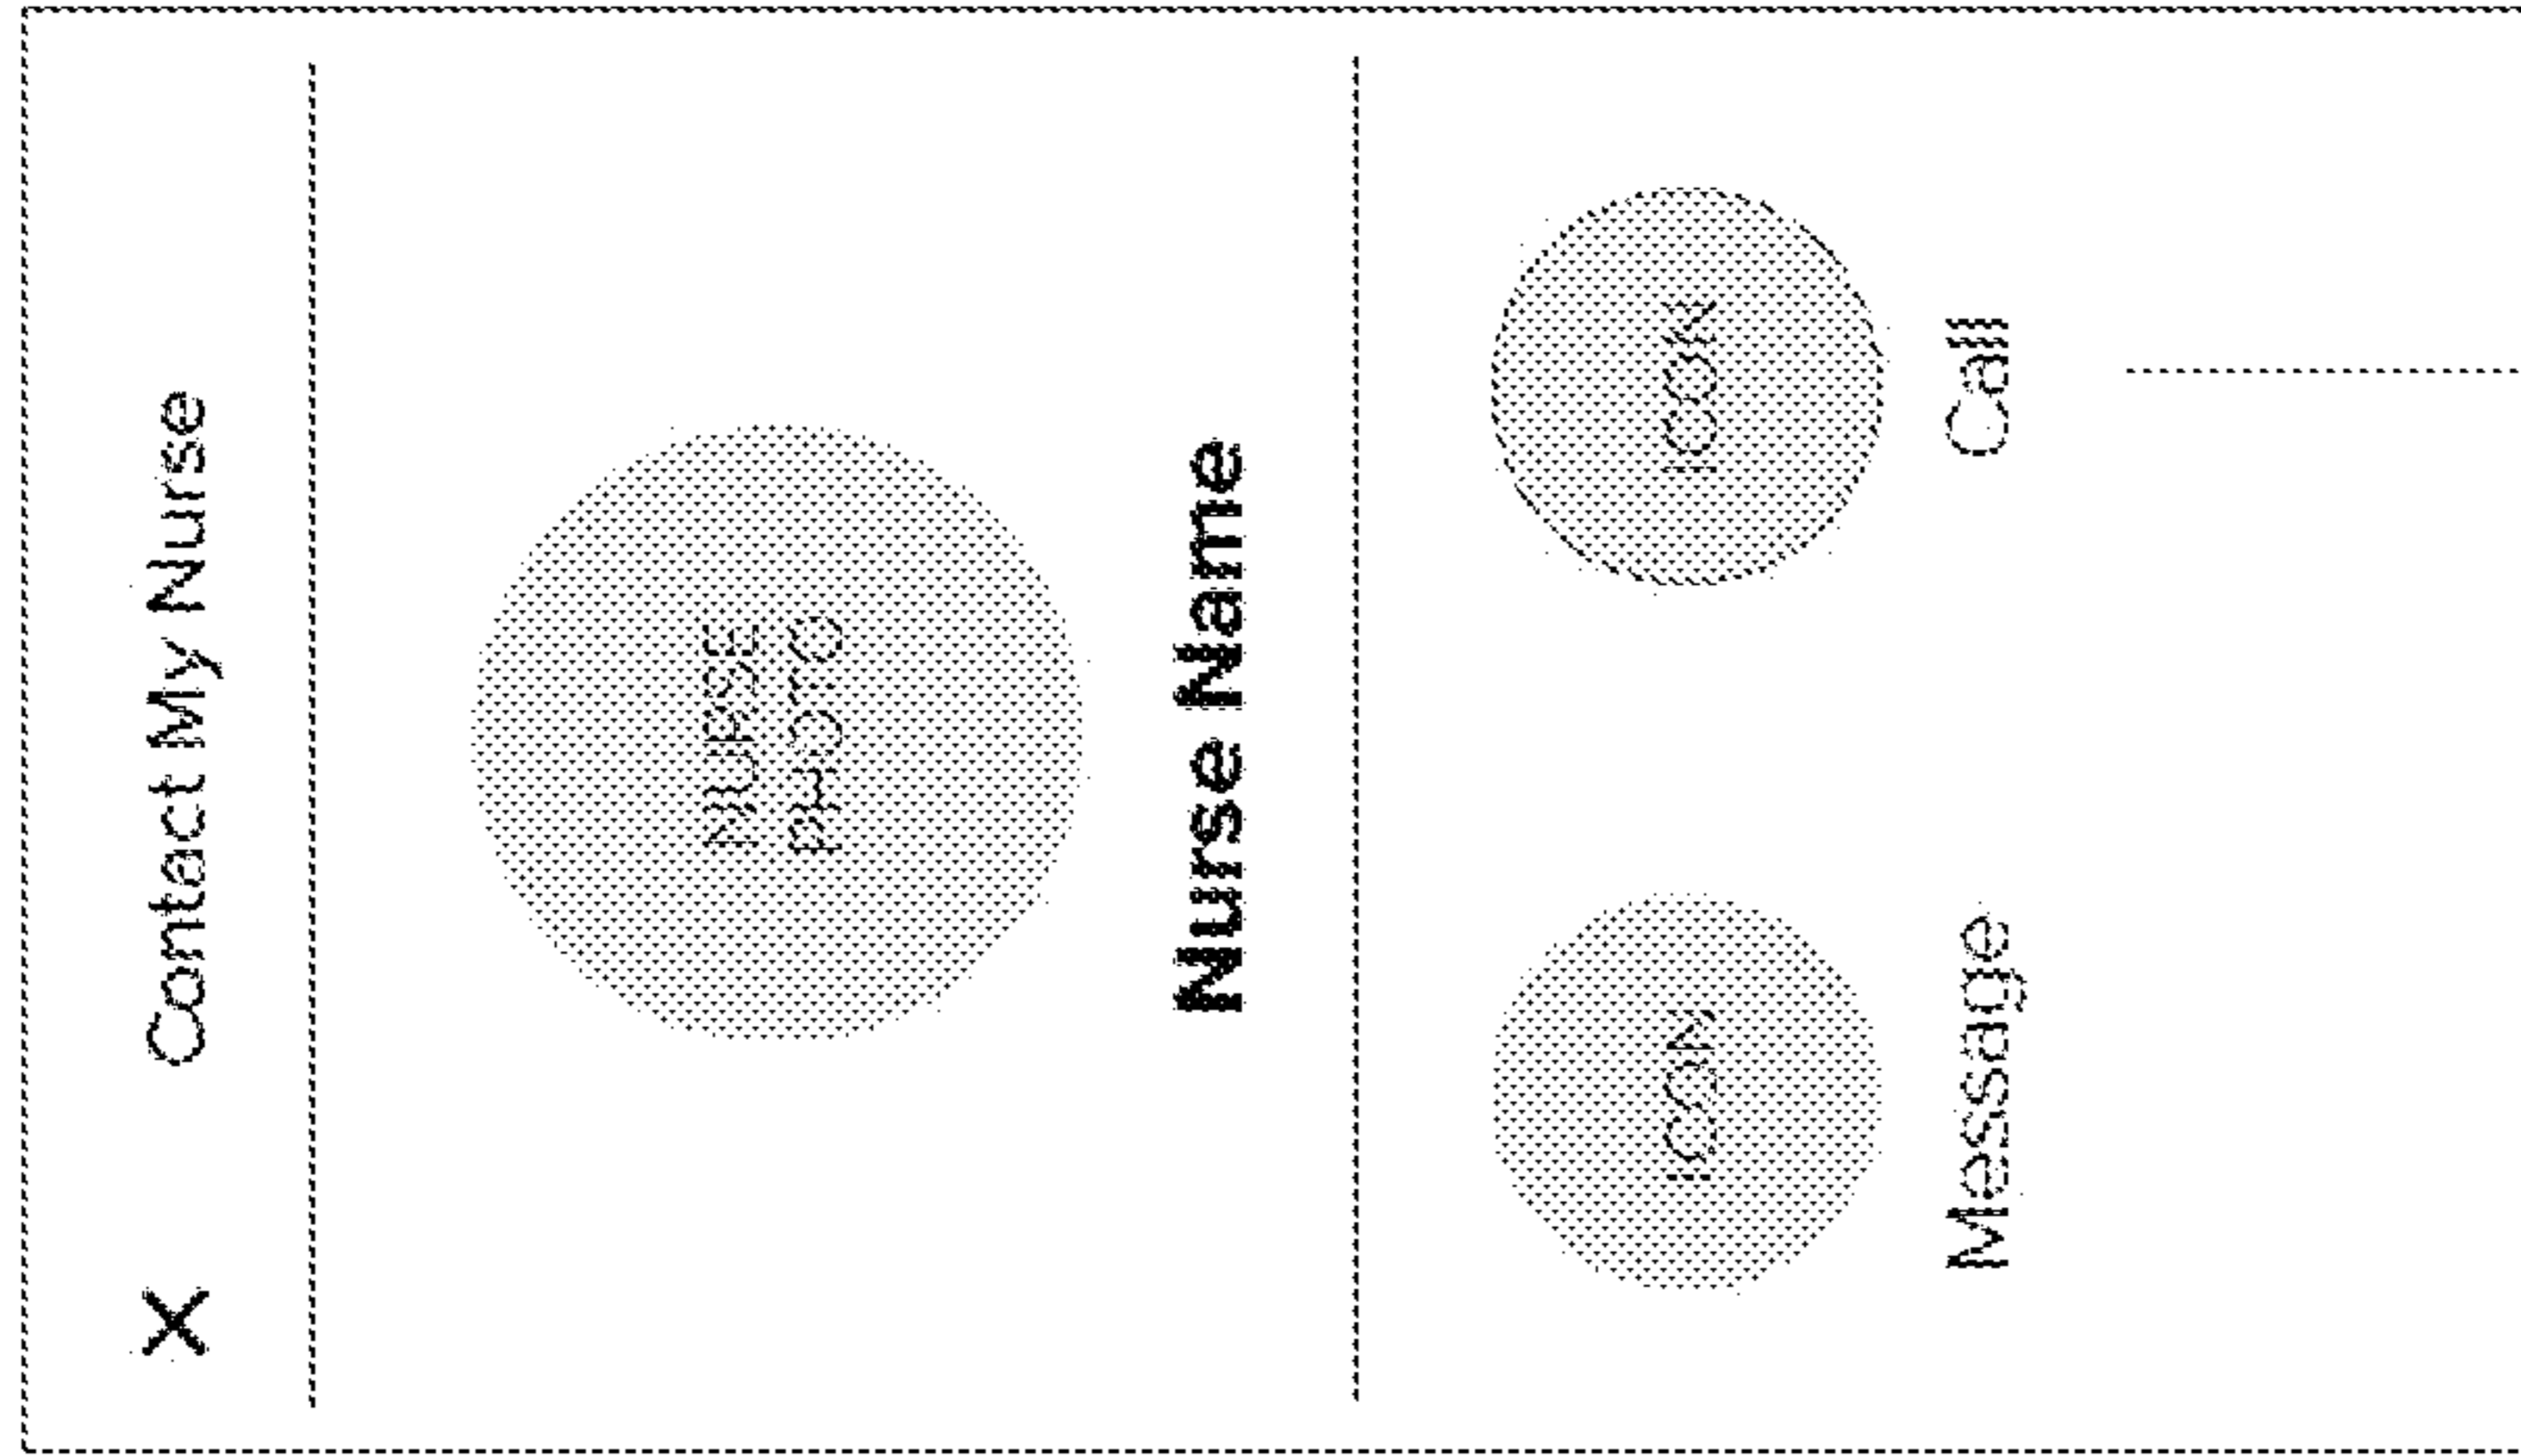 X Contact My Nurse
NURSE
PHOTO
Nurse Name
ICON ICON
Message Call